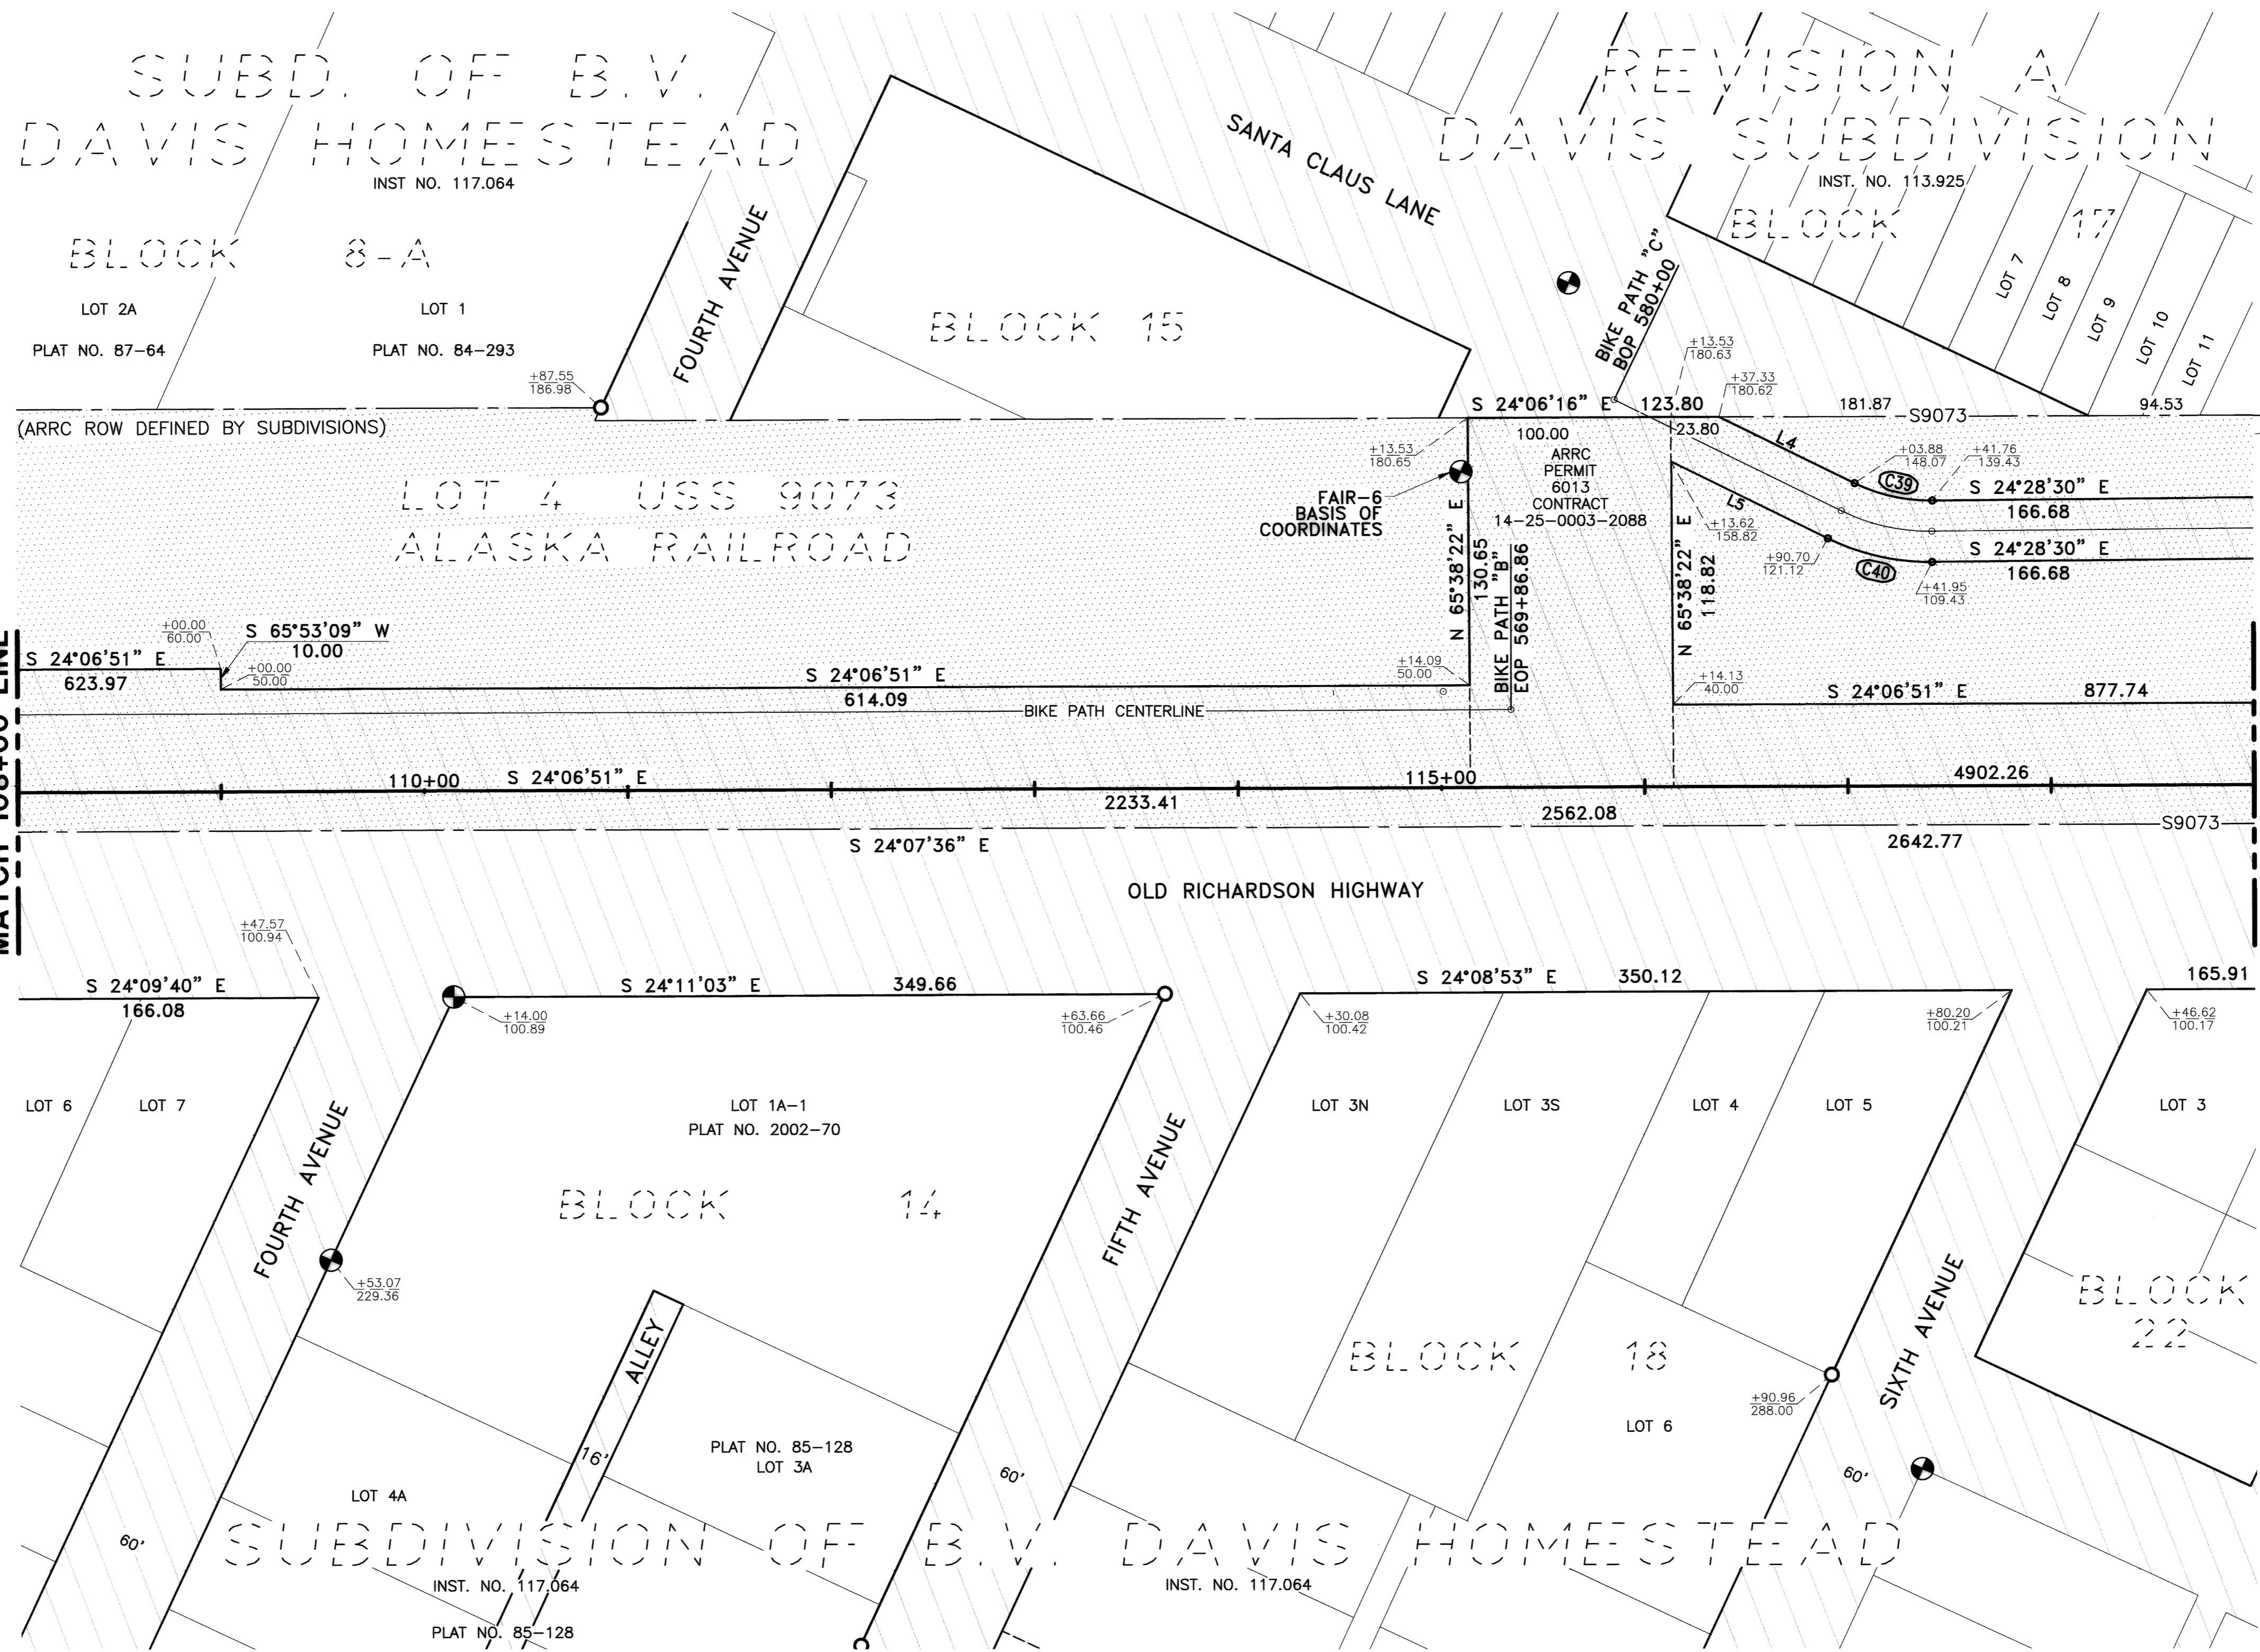 SUBD. OF B.V.
DAVIS HOMESTEAD
INST NO. 117.064
BLOCK 8-A
LOT 2A
PLAT NO. 87-64
LOT 1
PLAT NO. 84-293
FOURTH AVENUE
BLOCK 15
SANTA CLAUS LANE
REVISION A
DAVIS SUBDIVISION
INST. NO. 113.925
BLOCK 17
LOT 7
LOT 8
LOT 9
LOT 10
LOT 11
BIKE PATH "C"
BOP 580+00
+87.55
186.98
+13.53
180.63
+37.33
180.62
S 24°06'16" E 123.80
181.87
S9073
94.53
(ARRC ROW DEFINED BY SUBDIVISIONS)
100.00
23.80
L4
+13.53
180.65
ARRC
PERMIT
6013
CONTRACT
14-25-0003-2088
FAIR-6
BASIS OF
COORDINATES
+03.88
148.07
+41.76
139.43
C39
S 24°28'30" E
166.68
L5
+13.62
158.82
+90.70
121.12
C40
+41.95
109.43
S 24°28'30" E
166.68
LOT 4 USS 9073
ALASKA RAILROAD
N 65°38'22" E
130.65
BIKE PATH "B"
EOP 569+86.86
N 65°38'22" E
118.82
MATCH 108+00 LINE
+00.00
60.00
S 65°53'09" W
10.00
S 24°06'51" E
623.97
+00.00
50.00
S 24°06'51" E
614.09
+14.09
50.00
+14.13
40.00
S 24°06'51" E 877.74
BIKE PATH CENTERLINE
110+00 S 24°06'51" E
115+00
4902.26
2233.41
2562.08
S9073
S 24°07'36" E
2642.77
OLD RICHARDSON HIGHWAY
+47.57
100.94
S 24°09'40" E
166.08
S 24°11'03" E 349.66
S 24°08'53" E 350.12
165.91
+14.00
100.89
+63.66
100.46
+30.08
100.42
+80.20
100.21
+46.62
100.17
LOT 6
LOT 7
LOT 1A-1
PLAT NO. 2002-70
LOT 3N
LOT 3S
LOT 4
LOT 5
LOT 3
FOURTH AVENUE
BLOCK 14
FIFTH AVENUE
+53.07
229.36
ALLEY
BLOCK 18
SIXTH AVENUE
BLOCK
22
+90.96
288.00
LOT 6
16'
PLAT NO. 85-128
LOT 3A
60'
60'
LOT 4A
60'
SUBDIVISION OF B.V. DAVIS HOMESTEAD
INST. NO. 117.064
INST. NO. 117.064
PLAT NO. 85-128